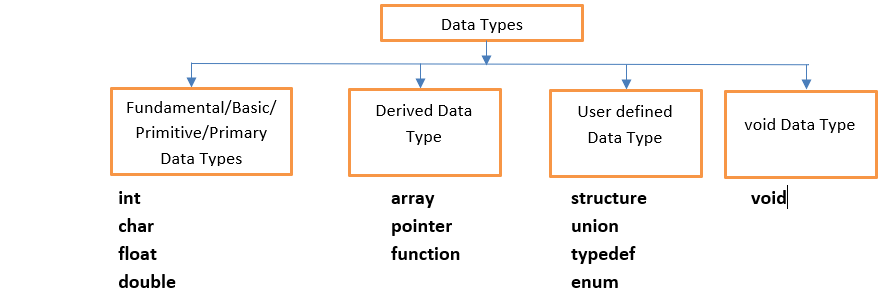 Data Types
Fundamental/Basic/
Primitive/Primary
Data Types
Derived Data
Type
User defined
Data Type
void Data Type
int
char
float
double
array
pointer
function
structure
union
typedef
enum
void